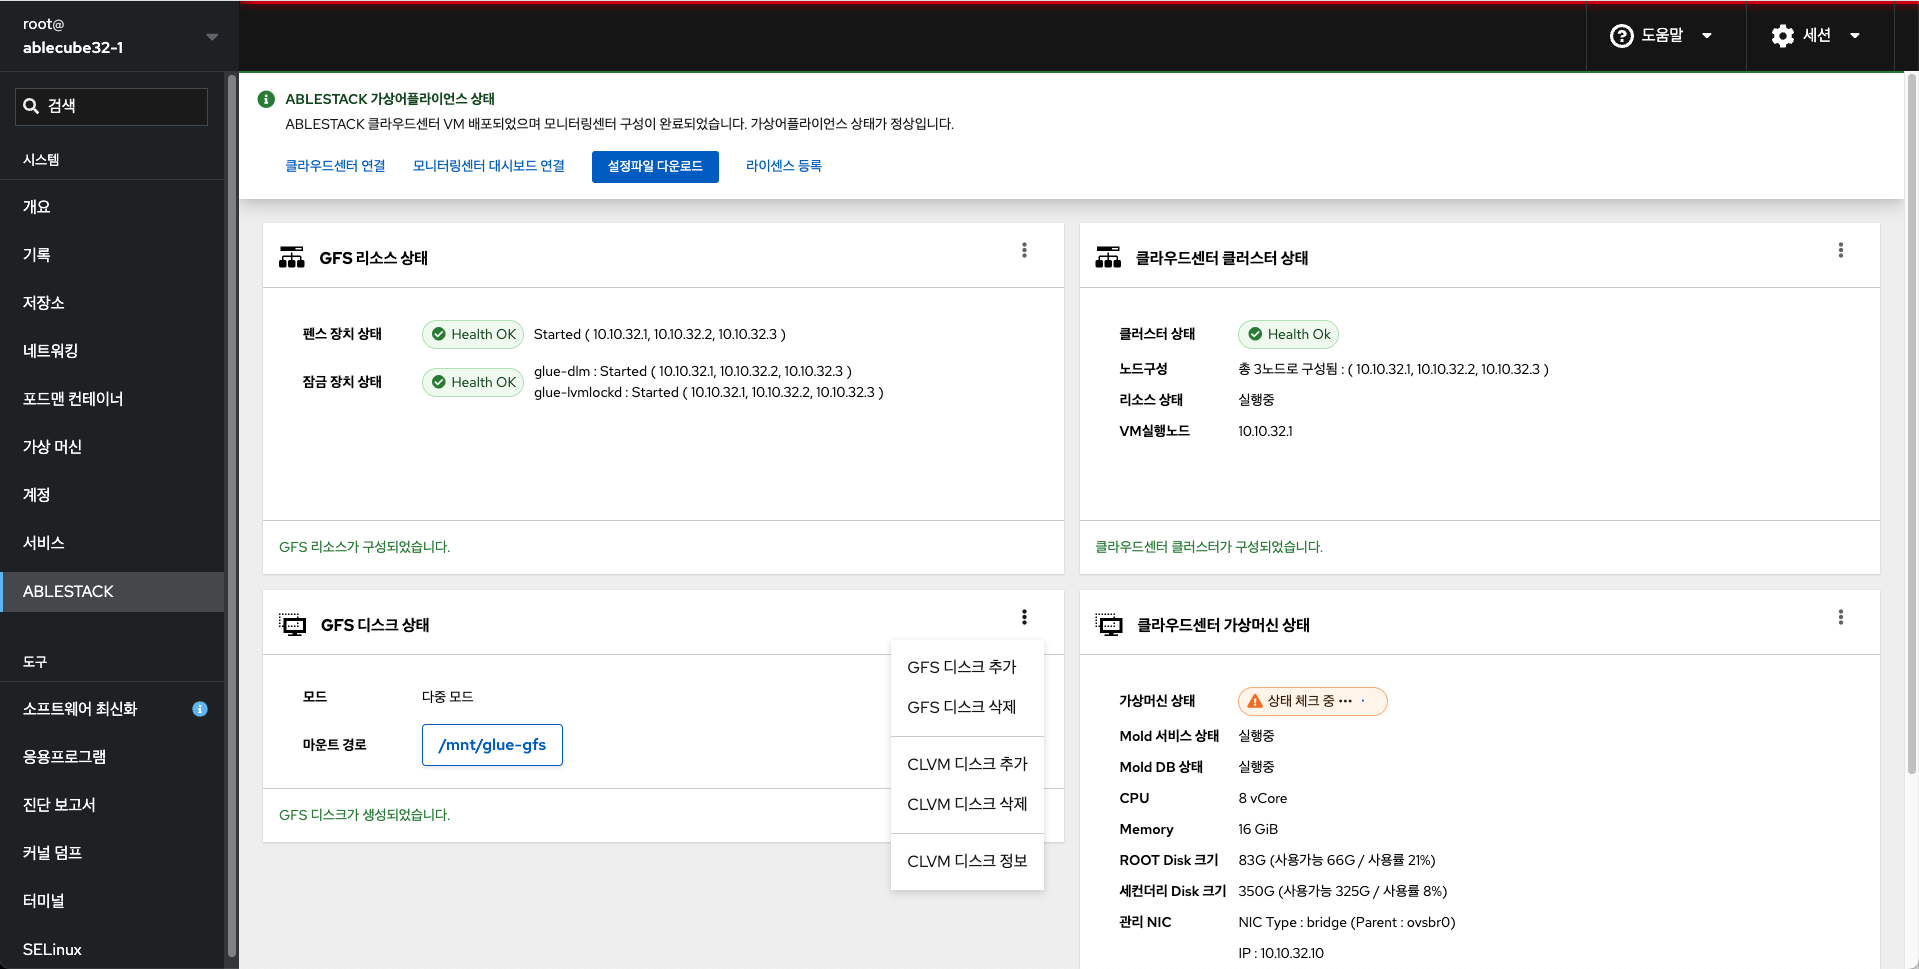 root@
ablecube32-1
도움말
세션
검색
시스템
개요
기록
저장소
네트워킹
포드맨 컨테이너
가상 머신
계정
서비스
ABLESTACK
도구
소프트웨어 최신화
응용프로그램
진단 보고서
커널 덤프
터미널
SELinux
ABLESTACK 가상어플라이언스 상태
ABLESTACK 클라우드센터 VM 배포되었으며 모니터링센터 구성이 완료되었습니다. 가상어플라이언스 상태가 정상입니다.
클라우드센터 연결
모니터링센터 대시보드 연결
설정파일 다운로드
라이센스 등록
GFS 리소스 상태
펜스 장치 상태 Health OK Started ( 10.10.32.1, 10.10.32.2, 10.10.32.3 )
잠금 장치 상태 Health OK glue-dlm : Started ( 10.10.32.1, 10.10.32.2, 10.10.32.3 )
glue-lvmlockd : Started ( 10.10.32.1, 10.10.32.2, 10.10.32.3 )
GFS 리소스가 구성되었습니다.
클라우드센터 클러스터 상태
클러스터 상태 Health Ok
노드구성 총 3노드로 구성됨 : ( 10.10.32.1, 10.10.32.2, 10.10.32.3 )
리소스 상태 실행중
VM실행노드 10.10.32.1
클라우드센터 클러스터가 구성되었습니다.
GFS 디스크 상태
모드 다중 모드
마운트 경로 /mnt/glue-gfs
GFS 디스크가 생성되었습니다.
GFS 디스크 추가
GFS 디스크 삭제
CLVM 디스크 추가
CLVM 디스크 삭제
CLVM 디스크 정보
클라우드센터 가상머신 상태
가상머신 상태 상태 체크 중
Mold 서비스 상태 실행중
Mold DB 상태 실행중
CPU 8 vCore
Memory 16 GiB
ROOT Disk 크기 83G (사용가능 66G / 사용률 21%)
세컨더리 Disk 크기 350G (사용가능 325G / 사용률 8%)
관리 NIC NIC Type : bridge (Parent : ovsbr0)
IP : 10.10.32.10